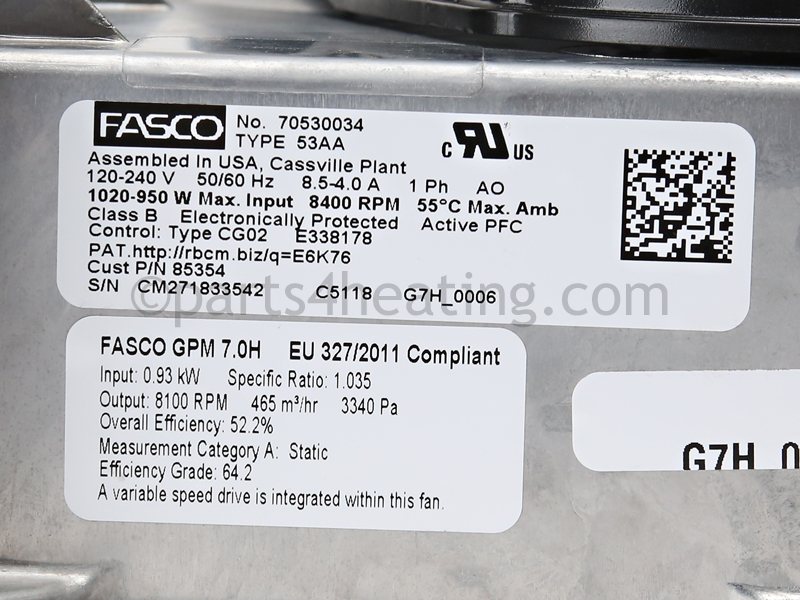 FASCO No. 70530034
TYPE 53AA
c RU US
Assembled In USA, Cassville Plant
120-240 V 50/60 Hz 8.5-4.0 A 1 Ph AO
1020-950 W Max. Input 8400 RPM 55°C Max. Amb
Class B Electronically Protected Active PFC
Control: Type CG02 E338178
PAT.http://rbcm.biz/q=E6K76
Cust P/N 85354
S/N CM271833542 C5118 G7H_0006
©parts4heating.com
FASCO GPM 7.0H EU 327/2011 Compliant
Input: 0.93 kW Specific Ratio: 1.035
Output: 8100 RPM 465 m³/hr 3340 Pa
Overall Efficiency: 52.2%
Measurement Category A: Static
Efficiency Grade: 64.2
A variable speed drive is integrated within this fan.
G7H_0